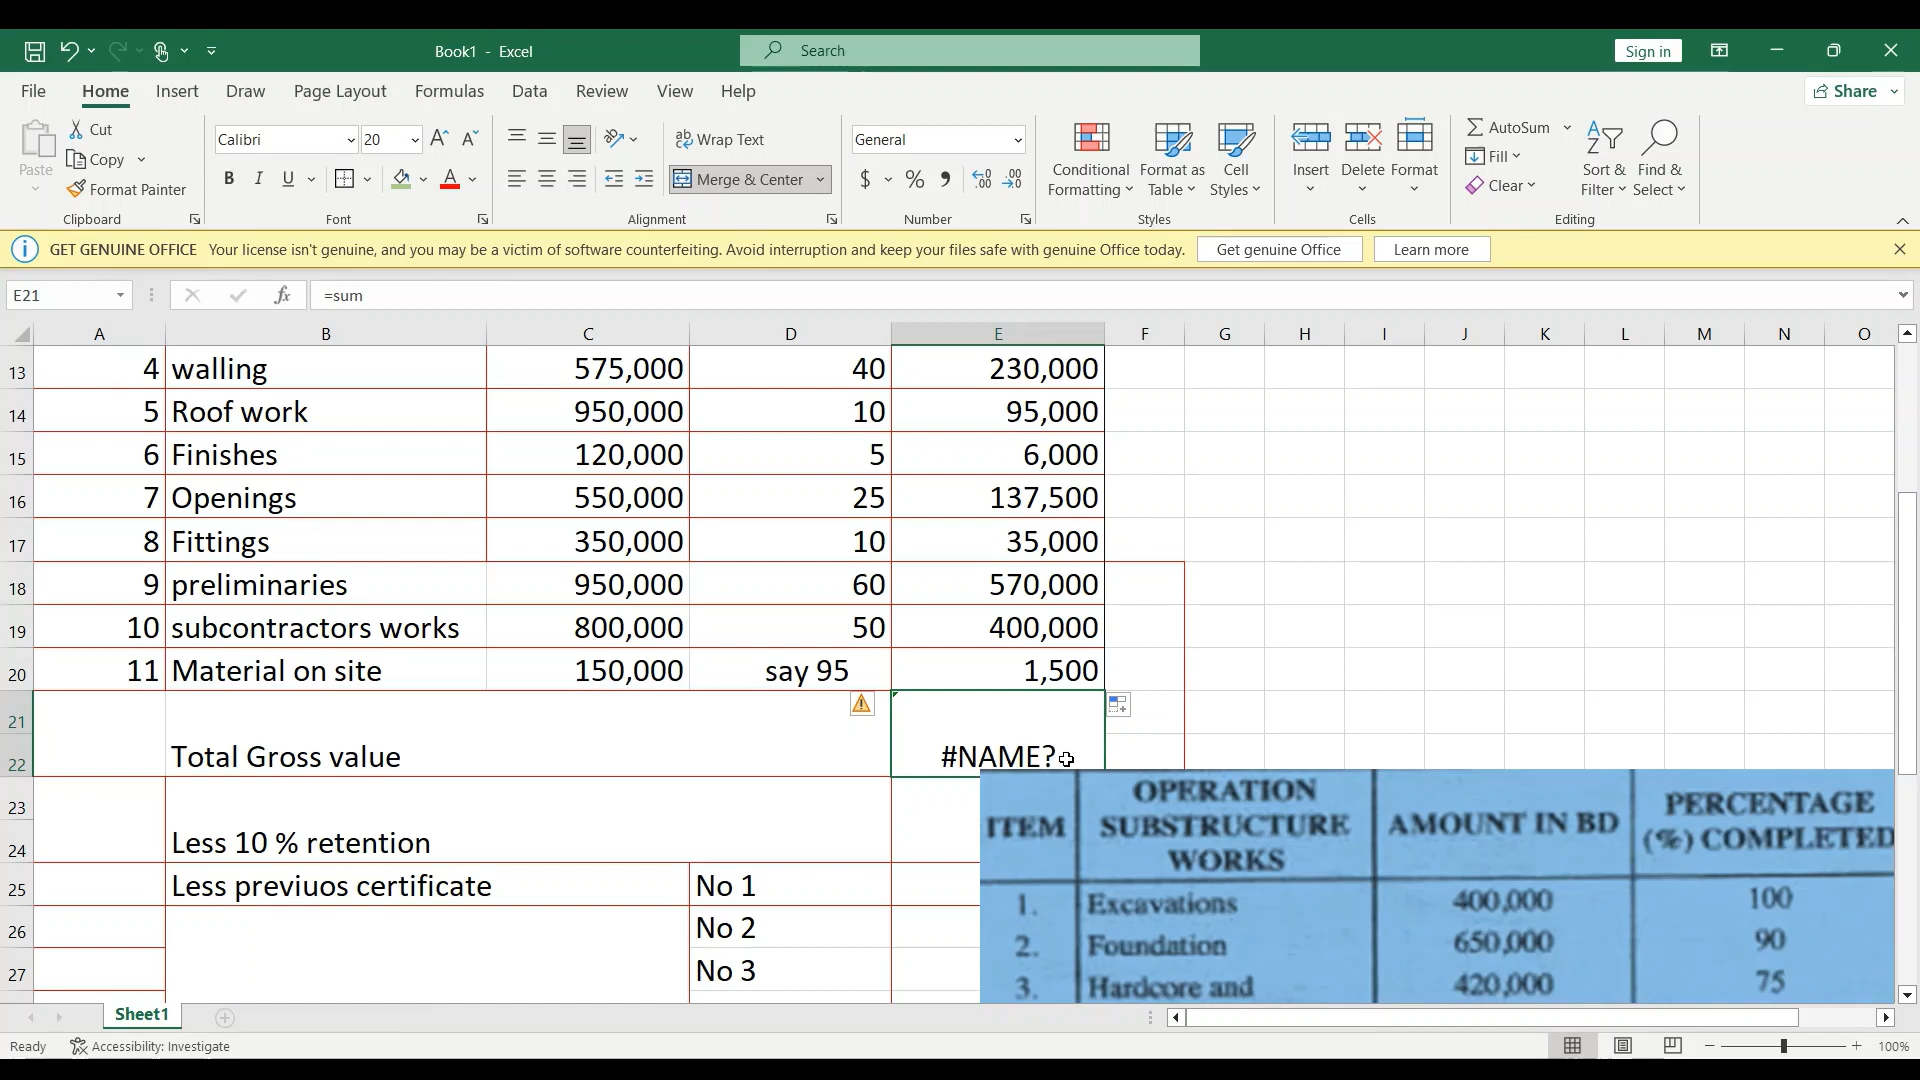 Book1 - Excel
Search
Sign in
File Home Insert Draw Page Layout Formulas Data Review View Help
Share
Paste
Cut
Copy
Format Painter
Clipboard
Calibri 20
B I U
Font
Wrap Text
Merge & Center
Alignment
General
$ % ,
Number
Conditional Formatting
Format as Table
Cell Styles
Styles
Insert Delete Format
Cells
AutoSum
Fill
Clear
Sort & Filter
Find & Select
Editing
GET GENUINE OFFICE Your license isn't genuine, and you may be a victim of software counterfeiting. Avoid interruption and keep your files safe with genuine Office today. Get genuine Office Learn more
E21 fx =sum
A B C D E F G H I J K L M N O
13 4 walling 575,000 40 230,000
14 5 Roof work 950,000 10 95,000
15 6 Finishes 120,000 5 6,000
16 7 Openings 550,000 25 137,500
17 8 Fittings 350,000 10 35,000
18 9 preliminaries 950,000 60 570,000
19 10 subcontractors works 800,000 50 400,000
20 11 Material on site 150,000 say 95 1,500
21
22 Total Gross value #NAME?
23
24 Less 10 % retention
25 Less previuos certificate No 1
26 No 2
27 No 3
ITEM OPERATION SUBSTRUCTURE WORKS AMOUNT IN BD PERCENTAGE (%) COMPLETED
1. Excavations 400,000 100
2. Foundation 650,000 90
3. Hardcore and 420,000 75
Sheet1
Ready Accessibility: Investigate 100%